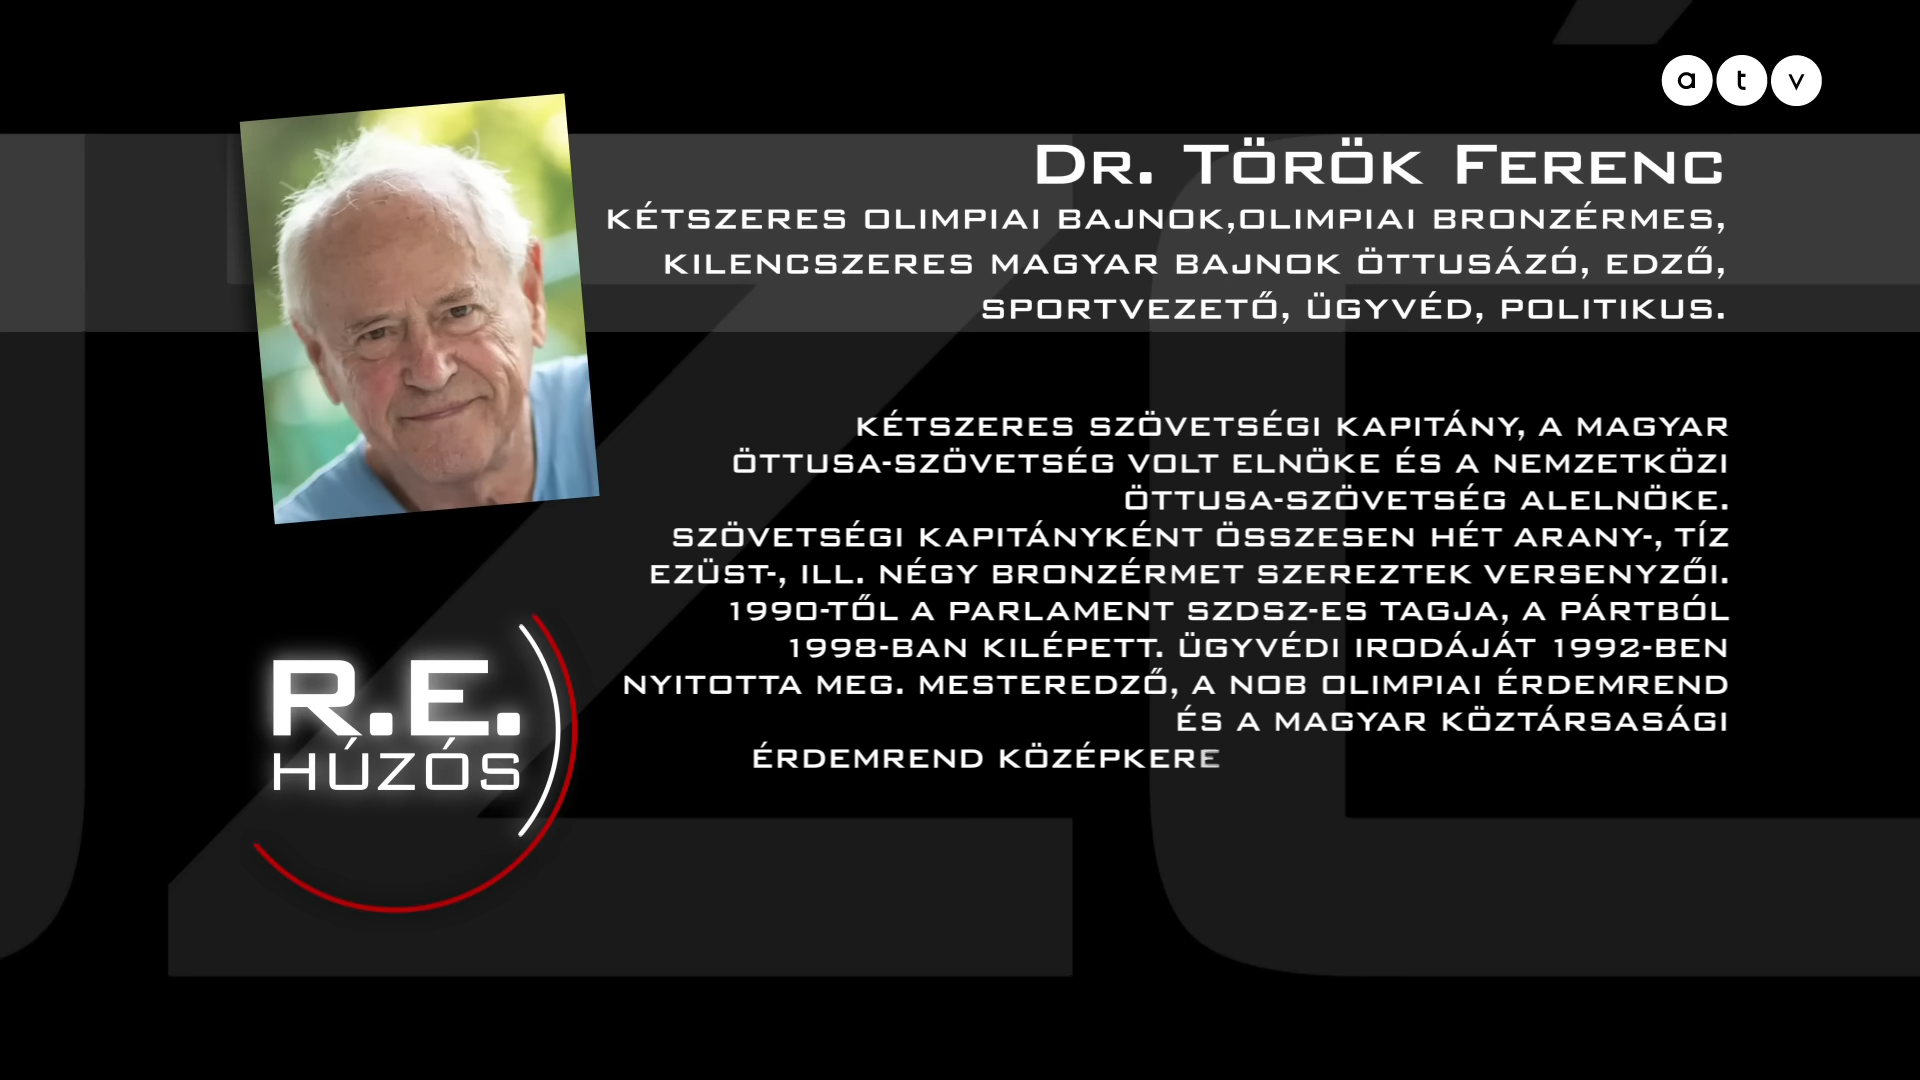 a t v
DR. TÖRÖK FERENC
KÉTSZERES OLIMPIAI BAJNOK,OLIMPIAI BRONZÉRMES,
KILENCSZERES MAGYAR BAJNOK ÖTTUSÁZÓ, EDZŐ,
SPORTVEZETŐ, ÜGYVÉD, POLITIKUS.
KÉTSZERES SZÖVETSÉGI KAPITÁNY, A MAGYAR
ÖTTUSA-SZÖVETSÉG VOLT ELNÖKE ÉS A NEMZETKÖZI
ÖTTUSA-SZÖVETSÉG ALELNÖKE.
SZÖVETSÉGI KAPITÁNYKÉNT ÖSSZESEN HÉT ARANY-, TÍZ
EZÜST-, ILL. NÉGY BRONZÉRMET SZEREZTEK VERSENYZŐI.
1990-TŐL A PARLAMENT SZDSZ-ES TAGJA, A PÁRTBÓL
1998-BAN KILÉPETT. ÜGYVÉDI IRODÁJÁT 1992-BEN
NYITOTTA MEG. MESTEREDZŐ, A NOB OLIMPIAI ÉRDEMREND
ÉS A MAGYAR KÖZTÁRSASÁGI
ÉRDEMREND KÖZÉPKERE
R.E.
HÚZÓS